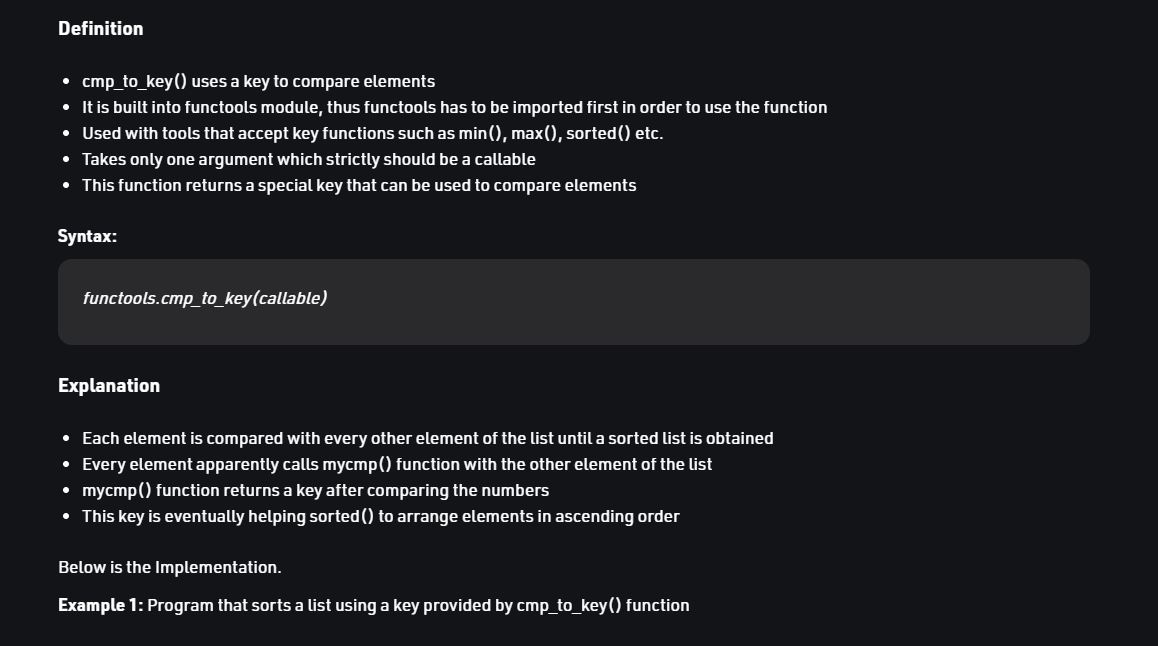 Definition
• cmp_to_key() uses a key to compare elements
• It is built into functools module, thus functools has to be imported first in order to use the function
• Used with tools that accept key functions such as min(), max(), sorted() etc.
• Takes only one argument which strictly should be a callable
• This function returns a special key that can be used to compare elements
Syntax:
functools.cmp_to_key(callable)
Explanation
• Each element is compared with every other element of the list until a sorted list is obtained
• Every element apparently calls mycmp() function with the other element of the list
• mycmp() function returns a key after comparing the numbers
• This key is eventually helping sorted() to arrange elements in ascending order
Below is the Implementation.
Example 1: Program that sorts a list using a key provided by cmp_to_key() function